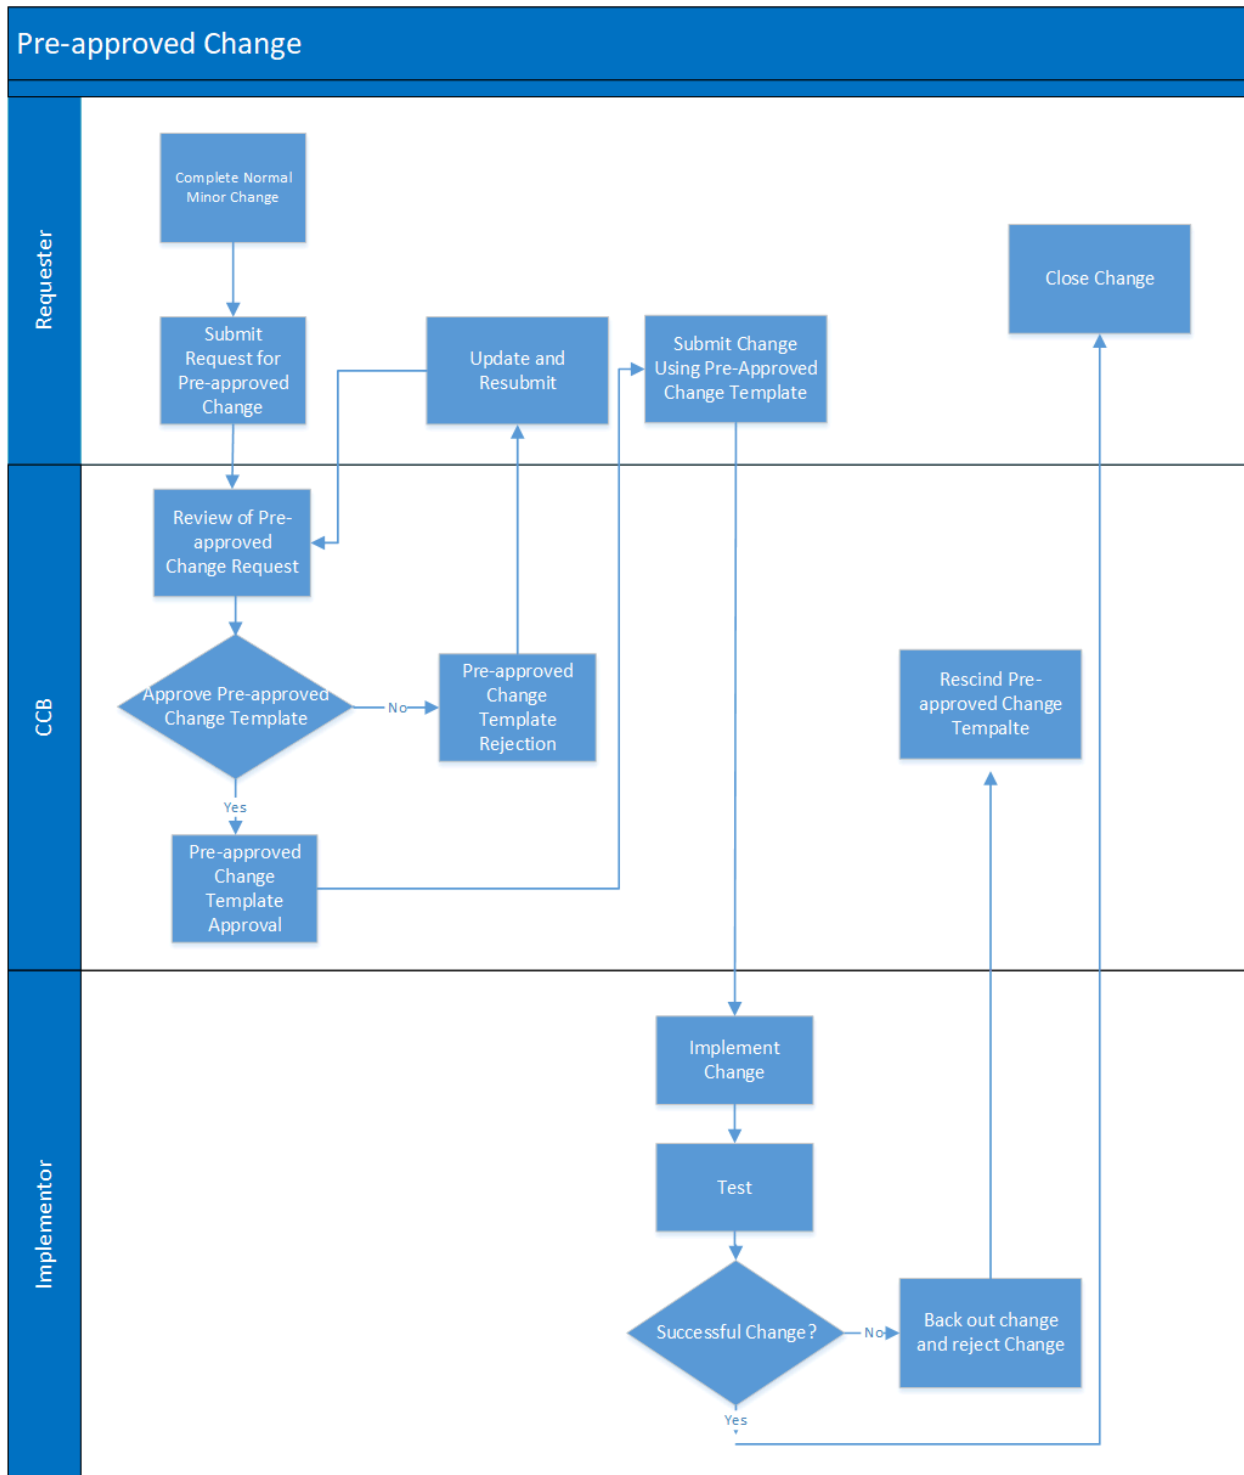 Pre-approved Change
Requester
Complete Normal
Minor Change
Submit
Request for
Pre-approved
Change
Update and
Resubmit
Submit Change
Using Pre-Approved
Change Template
Close Change
CCB
Review of Pre-
approved
Change Request
Approve Pre-approved
Change Template
No
Pre-approved
Change
Template
Rejection
Yes
Pre-approved
Change
Template
Approval
Rescind Pre-
approved Change
Tempalte
Implementor
Implement
Change
Test
Successful Change?
No
Back out change
and reject Change
Yes